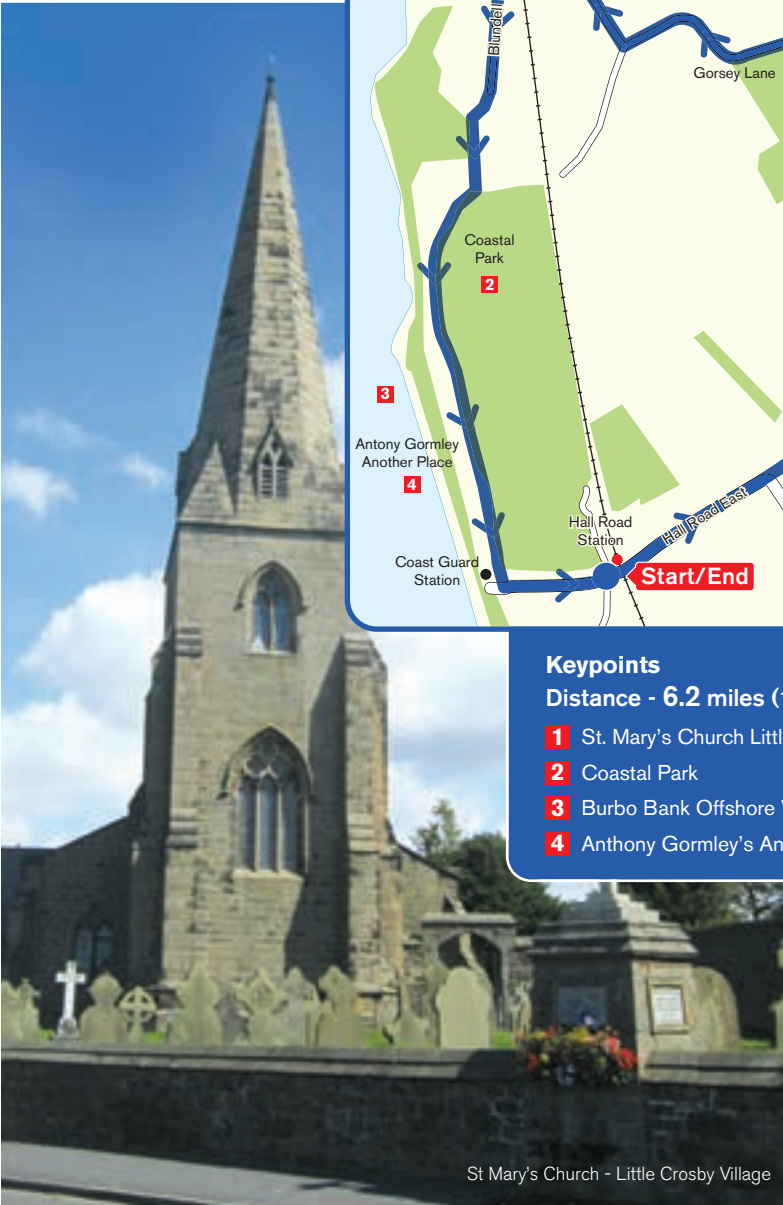 Blundell
Gorsey Lane
Coastal
Park
2
3
Antony Gormley
Another Place
4
Hall Road
Station
Hall Road East
Coast Guard
Station
Start/End
Keypoints
Distance - 6.2 miles (
1 St. Mary's Church Littl
2 Coastal Park
3 Burbo Bank Offshore
4 Anthony Gormley's An
St Mary's Church - Little Crosby Village